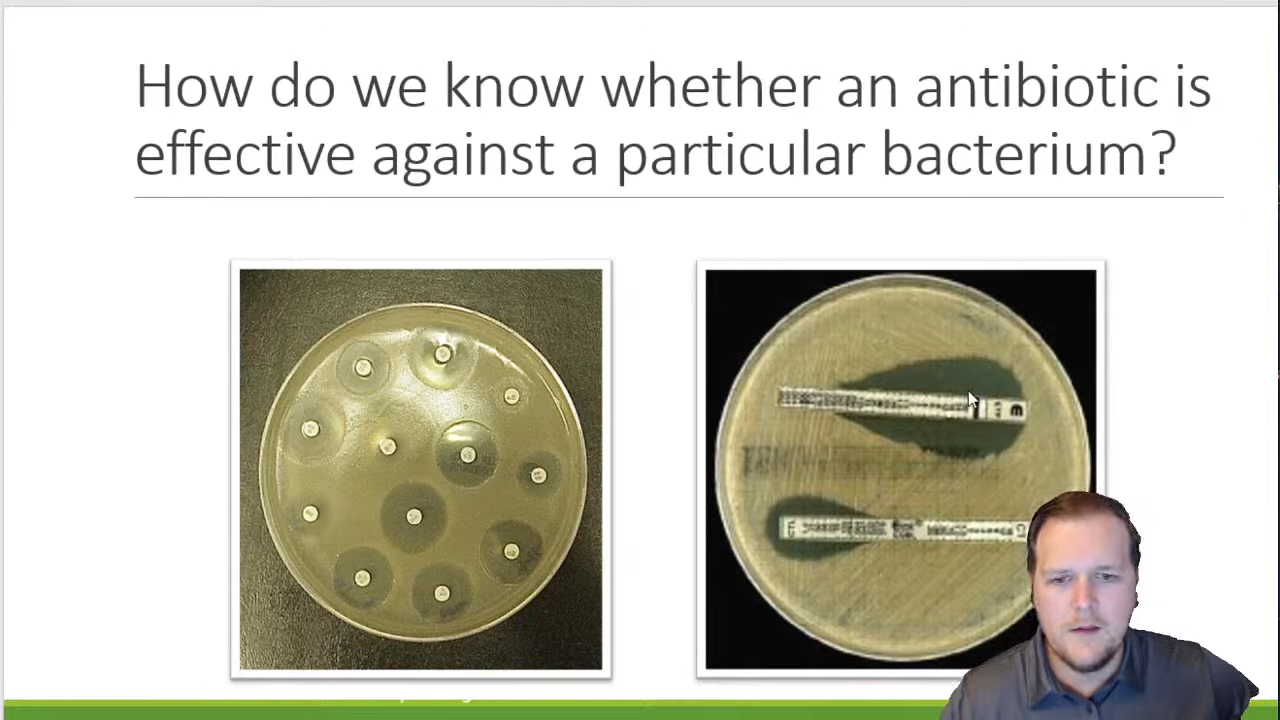 How do we know whether an antibiotic is
effective against a particular bacterium?